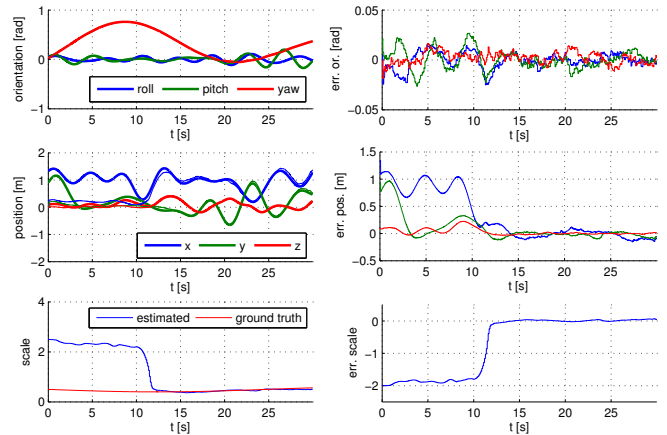 orientation [rad]
1
0
−1
0 5 10 15 20 25
t [s]
roll pitch yaw
err. or. [rad]
0.05
0
−0.05
0 5 10 15 20 25
t [s]
position [m]
2
1
0
−1
−2
0 5 10 15 20 25
t [s]
x y z
err. pos. [m]
1.5
1
0.5
0
−0.5
0 5 10 15 20 25
t [s]
scale
4
2
0
0 5 10 15 20 25
t [s]
estimated ground truth
err. scale
0
−1
−2
0 5 10 15 20 25
t [s]